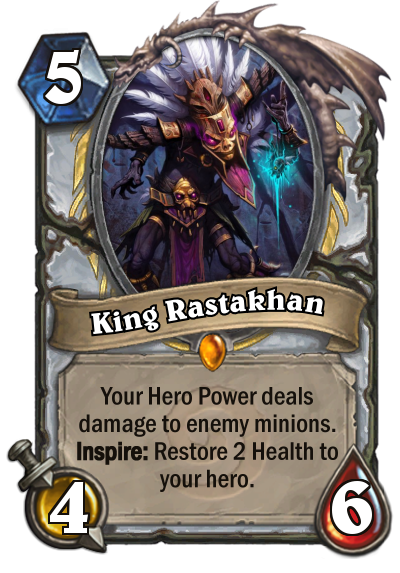 5
King Rastakhan
Your Hero Power deals
damage to enemy minions.
Inspire: Restore 2 Health to
your hero.
4
6